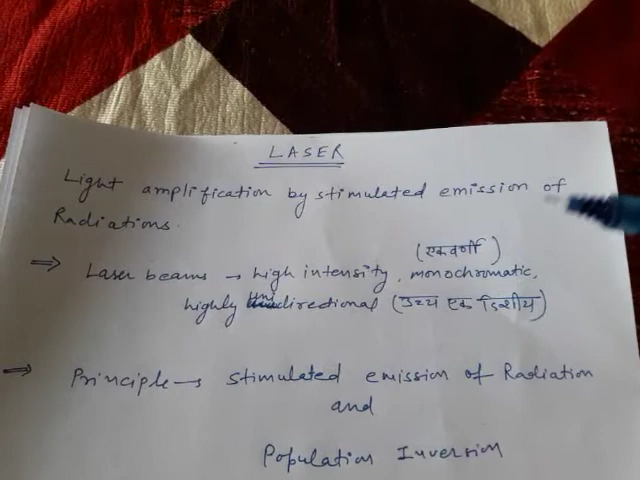 LASER
Light amplification by stimulated emission of
Radiations.
(एकवर्णी)
⇒ Laser beams → high intensity, monochromatic,
highly unidirectional (उच्च एक दिशीय)
⇒ Principle → stimulated emission of Radiation
and
Population Inversion